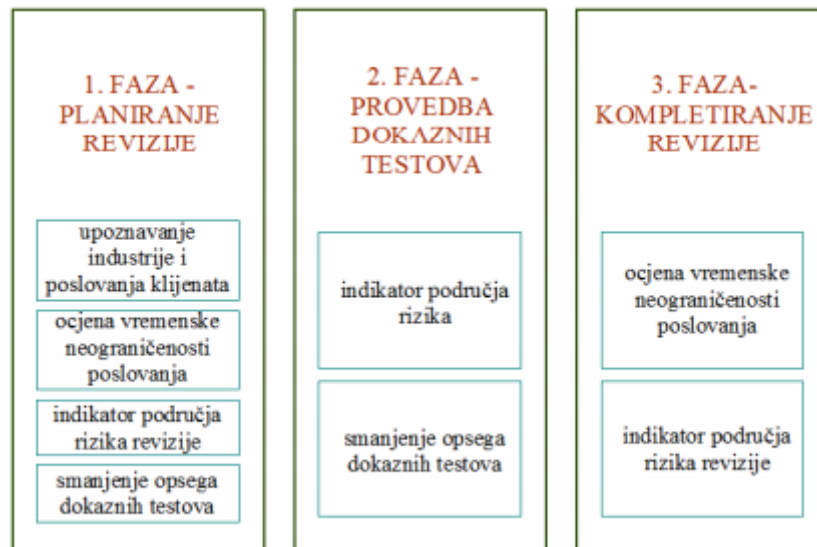 1. FAZA -
PLANIRANJE
REVIZIJE
upoznavanje
industrije i
poslovanja klijenata
ocjena vremenske
neograničenosti
poslovanja
indikator područja
rizika revizije
smanjenje opsega
dokaznih testova
2. FAZA -
PROVEDBA
DOKAZNIH
TESTOVA
indikator područja
rizika
smanjenje opsega
dokaznih testova
3. FAZA-
KOMPLETIRANJE
REVIZIJE
ocjena vremenske
neograničenosti
poslovanja
indikator područja
rizika revizije